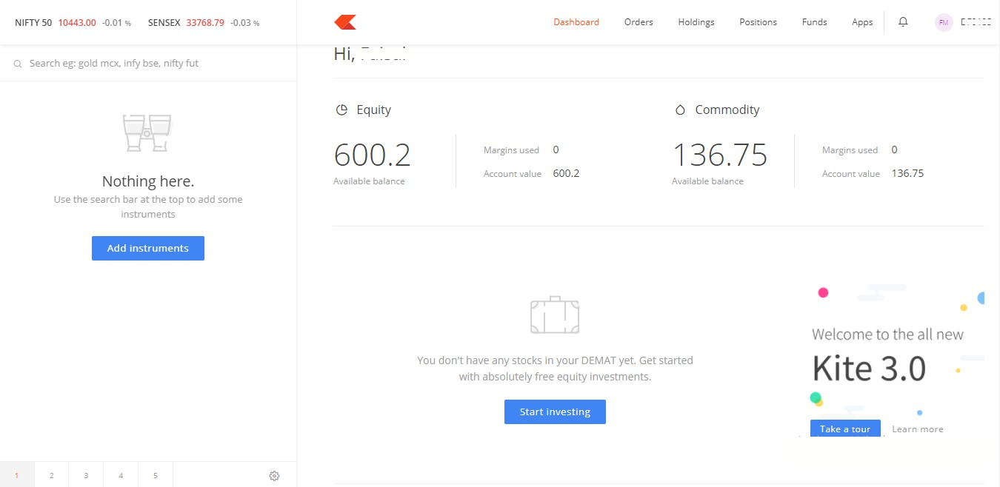 NIFTY 50 10443.00 -0.01 % SENSEX 33768.79 -0.03 %
Dashboard Orders Holdings Positions Funds Apps FM
Search eg: gold mcx, infy bse, nifty fut
Nothing here.
Use the search bar at the top to add some
instruments
Add instruments
1 2 3 4 5
Hi,
Equity
600.2
Available balance
Margins used 0
Account value 600.2
Commodity
136.75
Available balance
Margins used 0
Account value 136.75
You don't have any stocks in your DEMAT yet. Get started
with absolutely free equity investments.
Start investing
Welcome to the all new
Kite 3.0
Take a tour Learn more